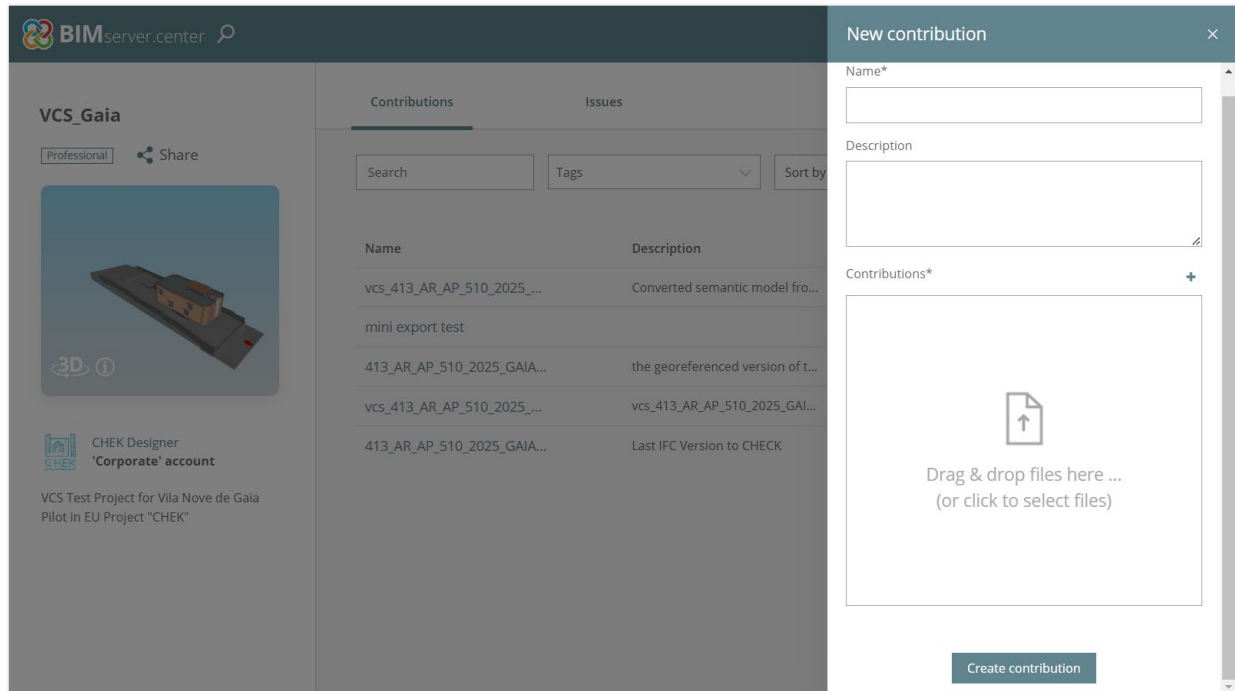 BIMserver.center
VCS_Gaia
Professional
Share
3D
CHEK
CHEK Designer
'Corporate' account
VCS Test Project for Vila Nove de Gaia
Pilot in EU Project "CHEK"
Contributions
Issues
Search
Tags
Sort by
Name
Description
vcs_413_AR_AP_510_2025_...
Converted semantic model fro...
mini export test
413_AR_AP_510_2025_GAIA...
the georeferenced version of t...
vcs_413_AR_AP_510_2025_...
vcs_413_AR_AP_510_2025_GAI...
413_AR_AP_510_2025_GAIA...
Last IFC Version to CHECK
New contribution
Name*
Description
Contributions*
Drag & drop files here ...
(or click to select files)
Create contribution